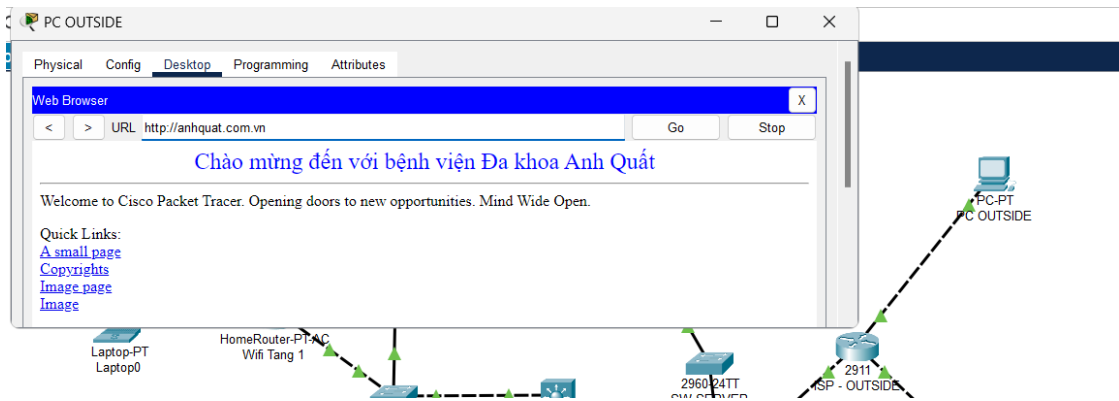 PC OUTSIDE
Physical Config Desktop Programming Attributes
Web Browser X
< > URL http://anhquat.com.vn Go Stop
Chào mừng đến với bệnh viện Đa khoa Anh Quất
Welcome to Cisco Packet Tracer. Opening doors to new opportunities. Mind Wide Open.
Quick Links:
A small page
Copyrights
Image page
Image
PC-PT
PC OUTSIDE
Laptop-PT
Laptop0
HomeRouter-PT-AC
Wifi Tang 1
2960-24TT
SW SERVER
2911
ISP - OUTSIDE